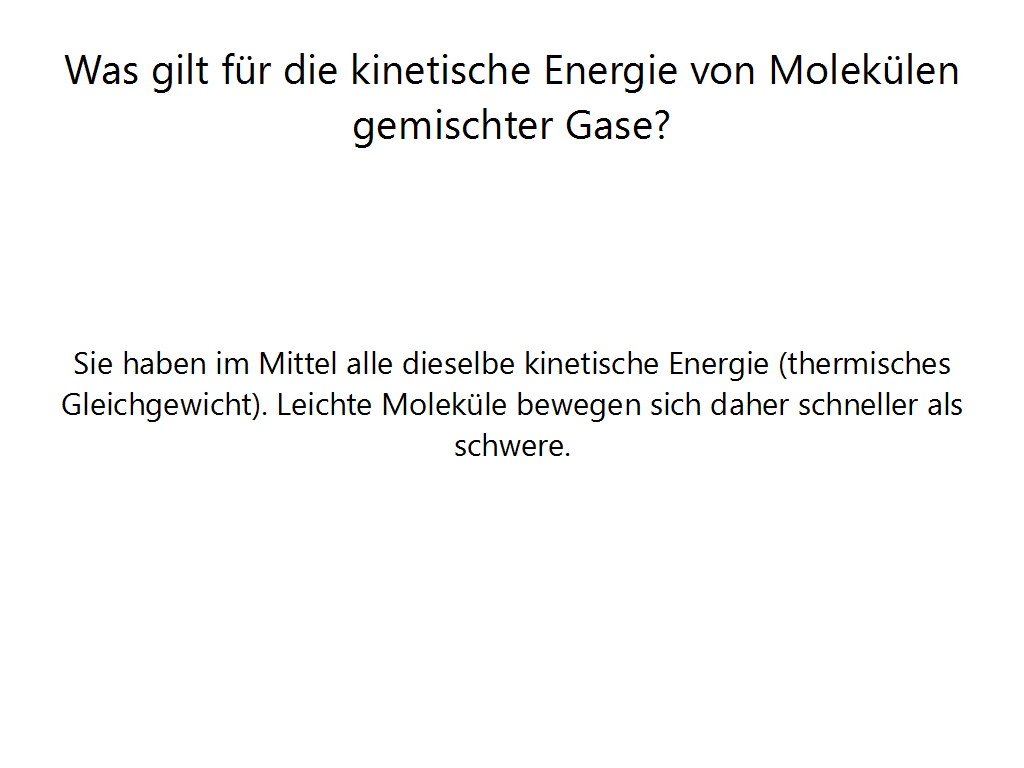 Was gilt für die kinetische Energie von Molekülen
gemischter Gase?
Sie haben im Mittel alle dieselbe kinetische Energie (thermisches
Gleichgewicht). Leichte Moleküle bewegen sich daher schneller als
schwere.